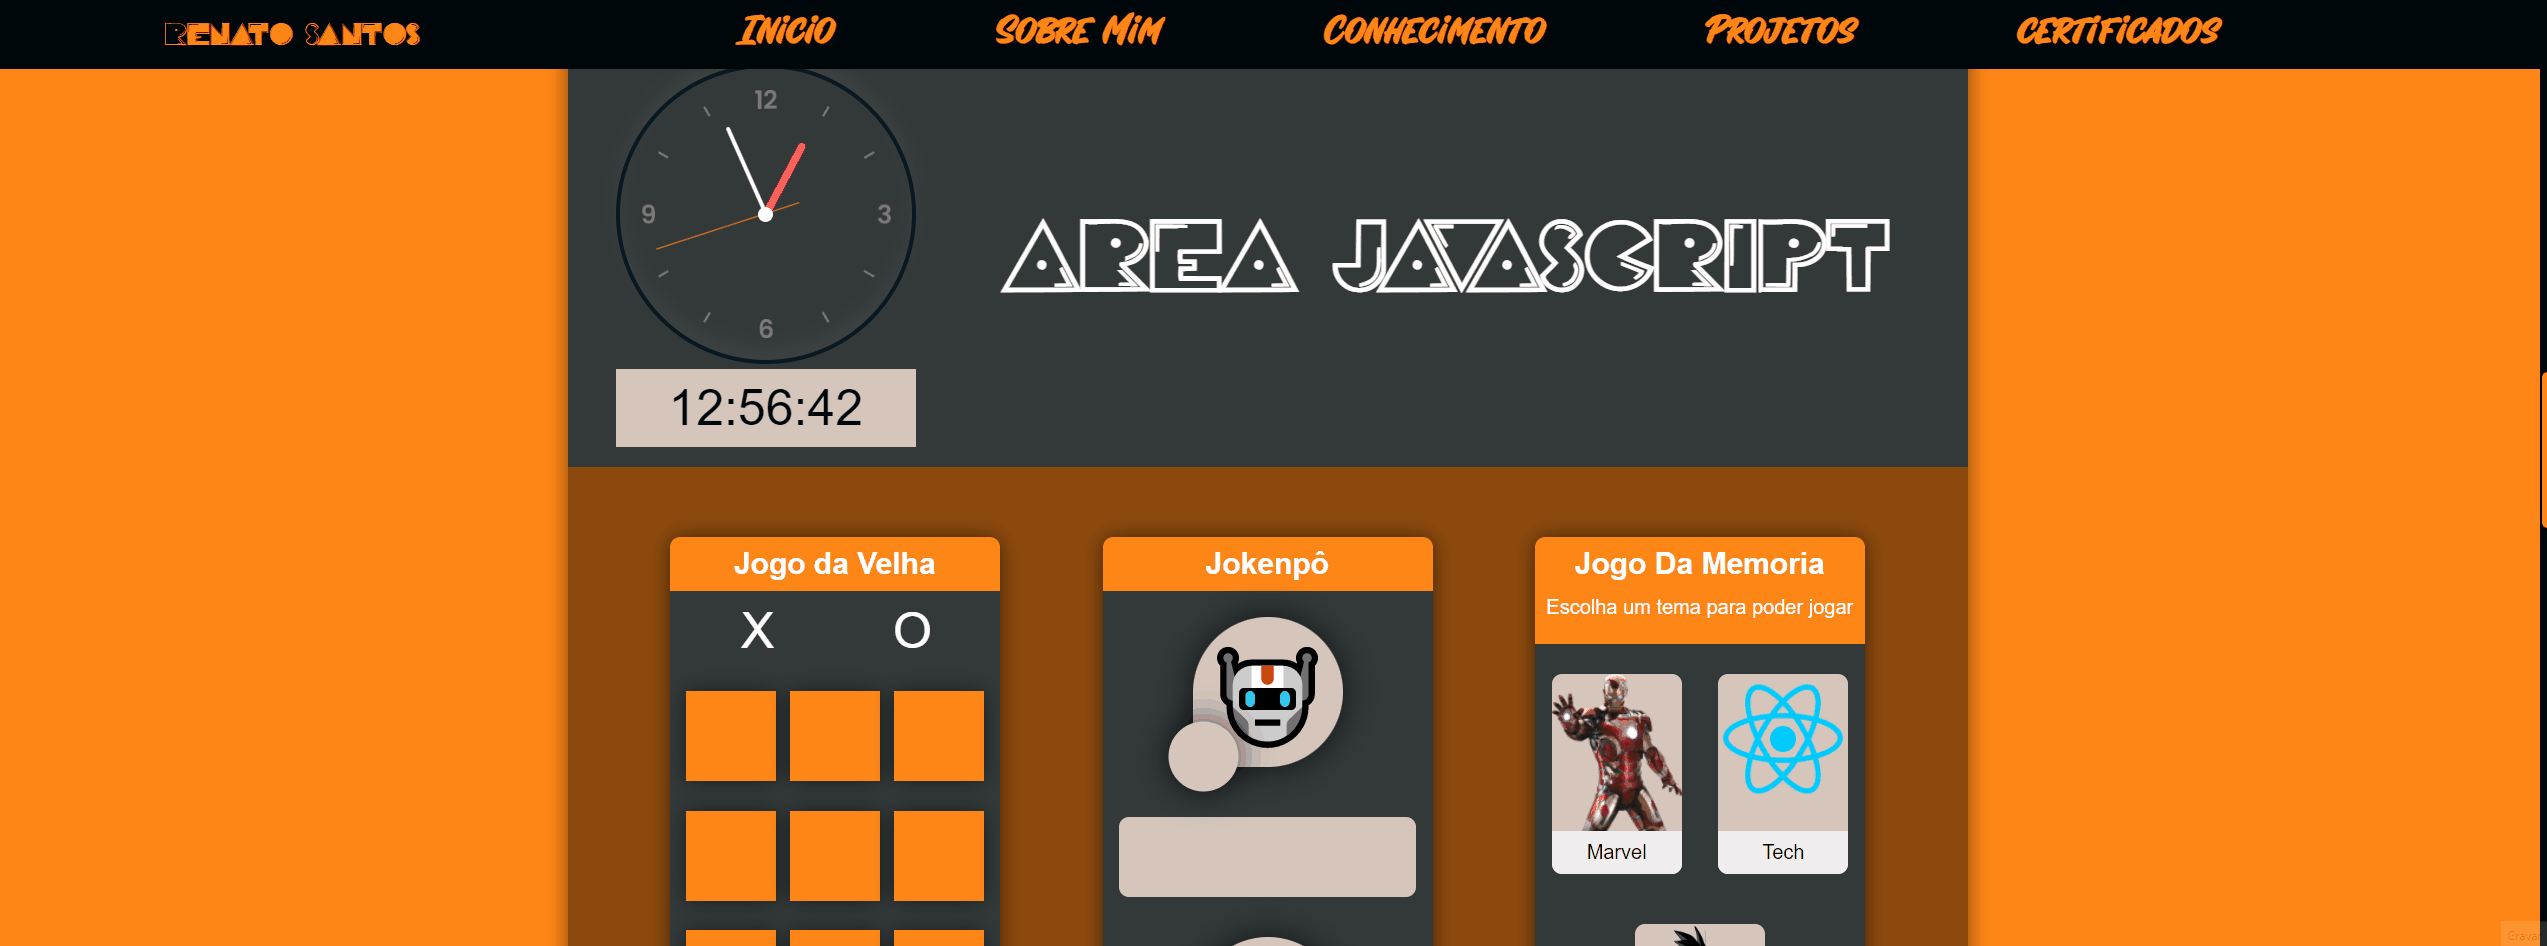 RENATO SANTOS
INiCiO
SOBRE MiM
CONHECiMENTO
PROJETOS
CERTiFiCADOS
12
9
3
6
AREA JAVASCRIPT
12:56:42
Jogo da Velha
X O
Jokenpô
Jogo Da Memoria
Escolha um tema para poder jogar
Marvel
Tech